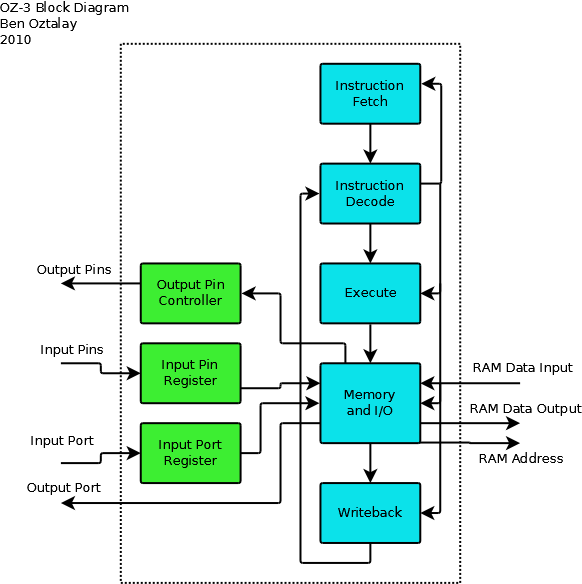 OZ-3 Block Diagram
Ben Oztalay
2010
Instruction
Fetch
Instruction
Decode
Output Pins
Output Pin
Controller
Execute
Input Pins
Input Pin
Register
Memory
and I/O
RAM Data Input
RAM Data Output
RAM Address
Input Port
Input Port
Register
Output Port
Writeback